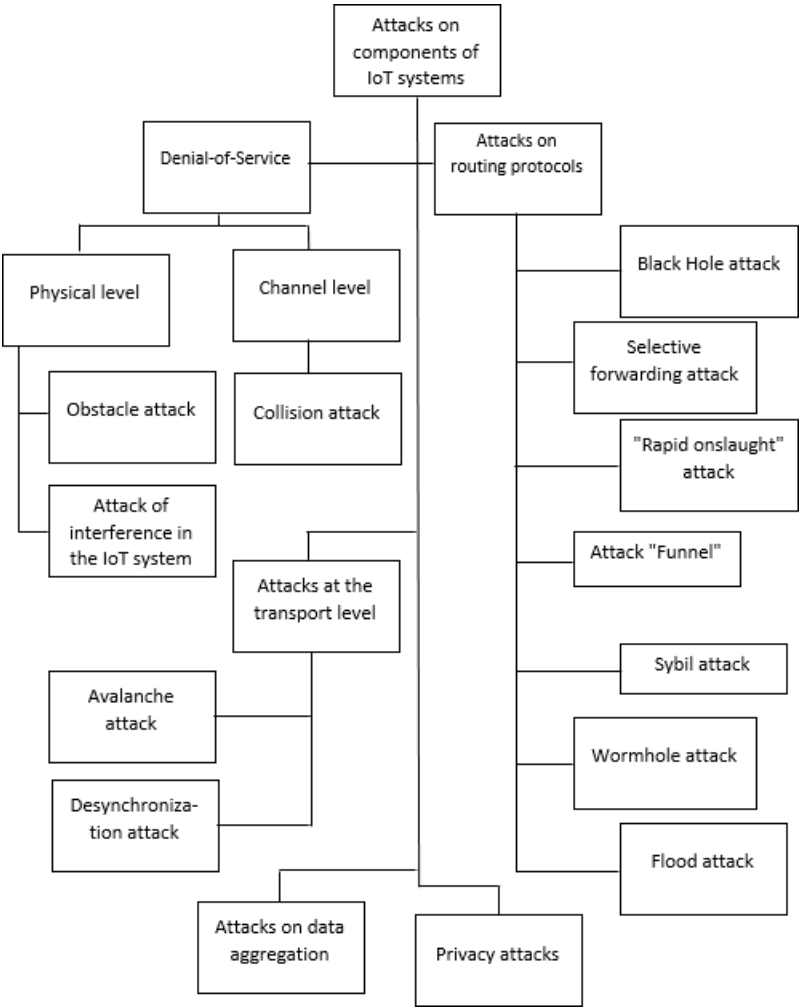 Attacks on
components of
IoT systems
Denial-of-Service
Attacks on
routing protocols
Physical level
Channel level
Black Hole attack
Obstacle attack
Collision attack
Selective
forwarding attack
"Rapid onslaught"
attack
Attack of
interference in
the IoT system
Attack "Funnel"
Attacks at the
transport level
Sybil attack
Avalanche
attack
Wormhole attack
Desynchroniza-
tion attack
Flood attack
Attacks on data
aggregation
Privacy attacks